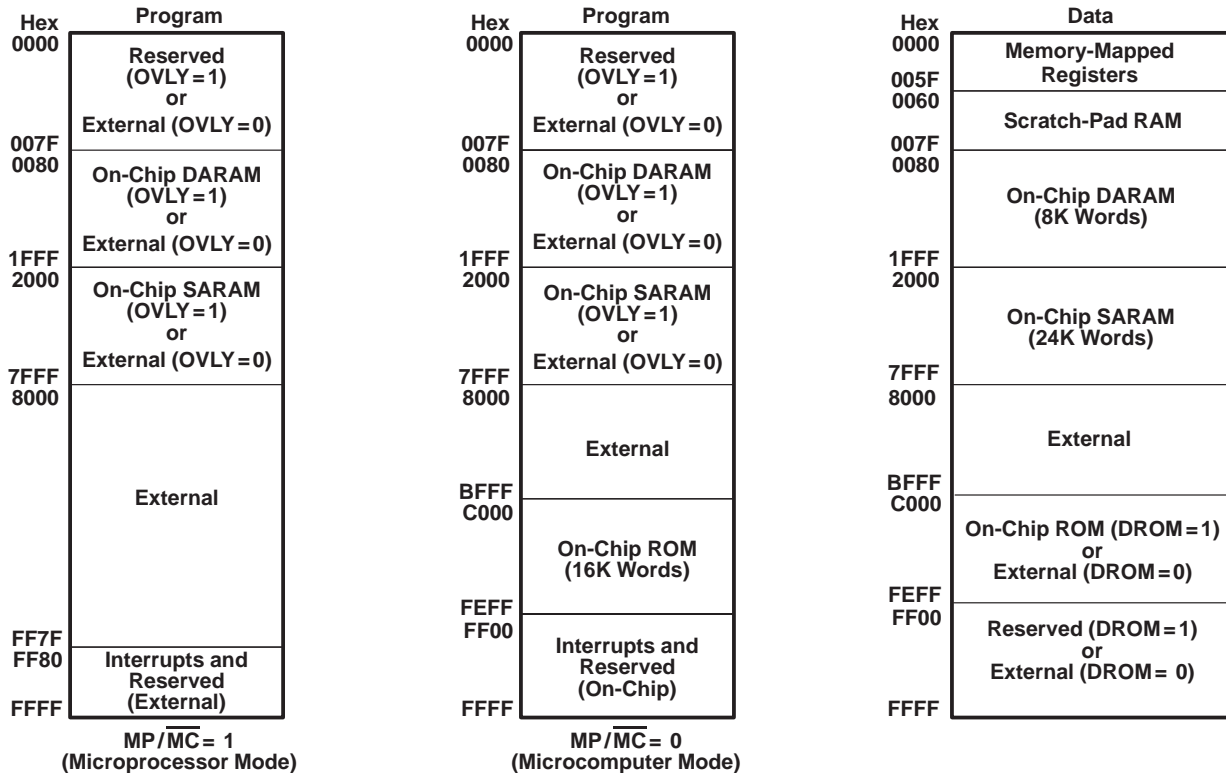 Hex
Program
0000
Reserved
(OVLY = 1)
or
External (OVLY = 0)
007F
0080
On-Chip DARAM
(OVLY = 1)
or
External (OVLY = 0)
1FFF
2000
On-Chip SARAM
(OVLY = 1)
or
External (OVLY = 0)
7FFF
8000
External
FF7F
FF80
Interrupts and
Reserved
(External)
FFFF
MP/M̅C̅ = 1
(Microprocessor Mode)
Hex
Program
0000
Reserved
(OVLY = 1)
or
External (OVLY = 0)
007F
0080
On-Chip DARAM
(OVLY = 1)
or
External (OVLY = 0)
1FFF
2000
On-Chip SARAM
(OVLY = 1)
or
External (OVLY = 0)
7FFF
8000
External
BFFF
C000
On-Chip ROM
(16K Words)
FEFF
FF00
Interrupts and
Reserved
(On-Chip)
FFFF
MP/M̅C̅ = 0
(Microcomputer Mode)
Hex
Data
0000
Memory-Mapped
Registers
005F
0060
Scratch-Pad RAM
007F
0080
On-Chip DARAM
(8K Words)
1FFF
2000
On-Chip SARAM
(24K Words)
7FFF
8000
External
BFFF
C000
On-Chip ROM (DROM = 1)
or
External (DROM = 0)
FEFF
FF00
Reserved (DROM = 1)
or
External (DROM = 0)
FFFF